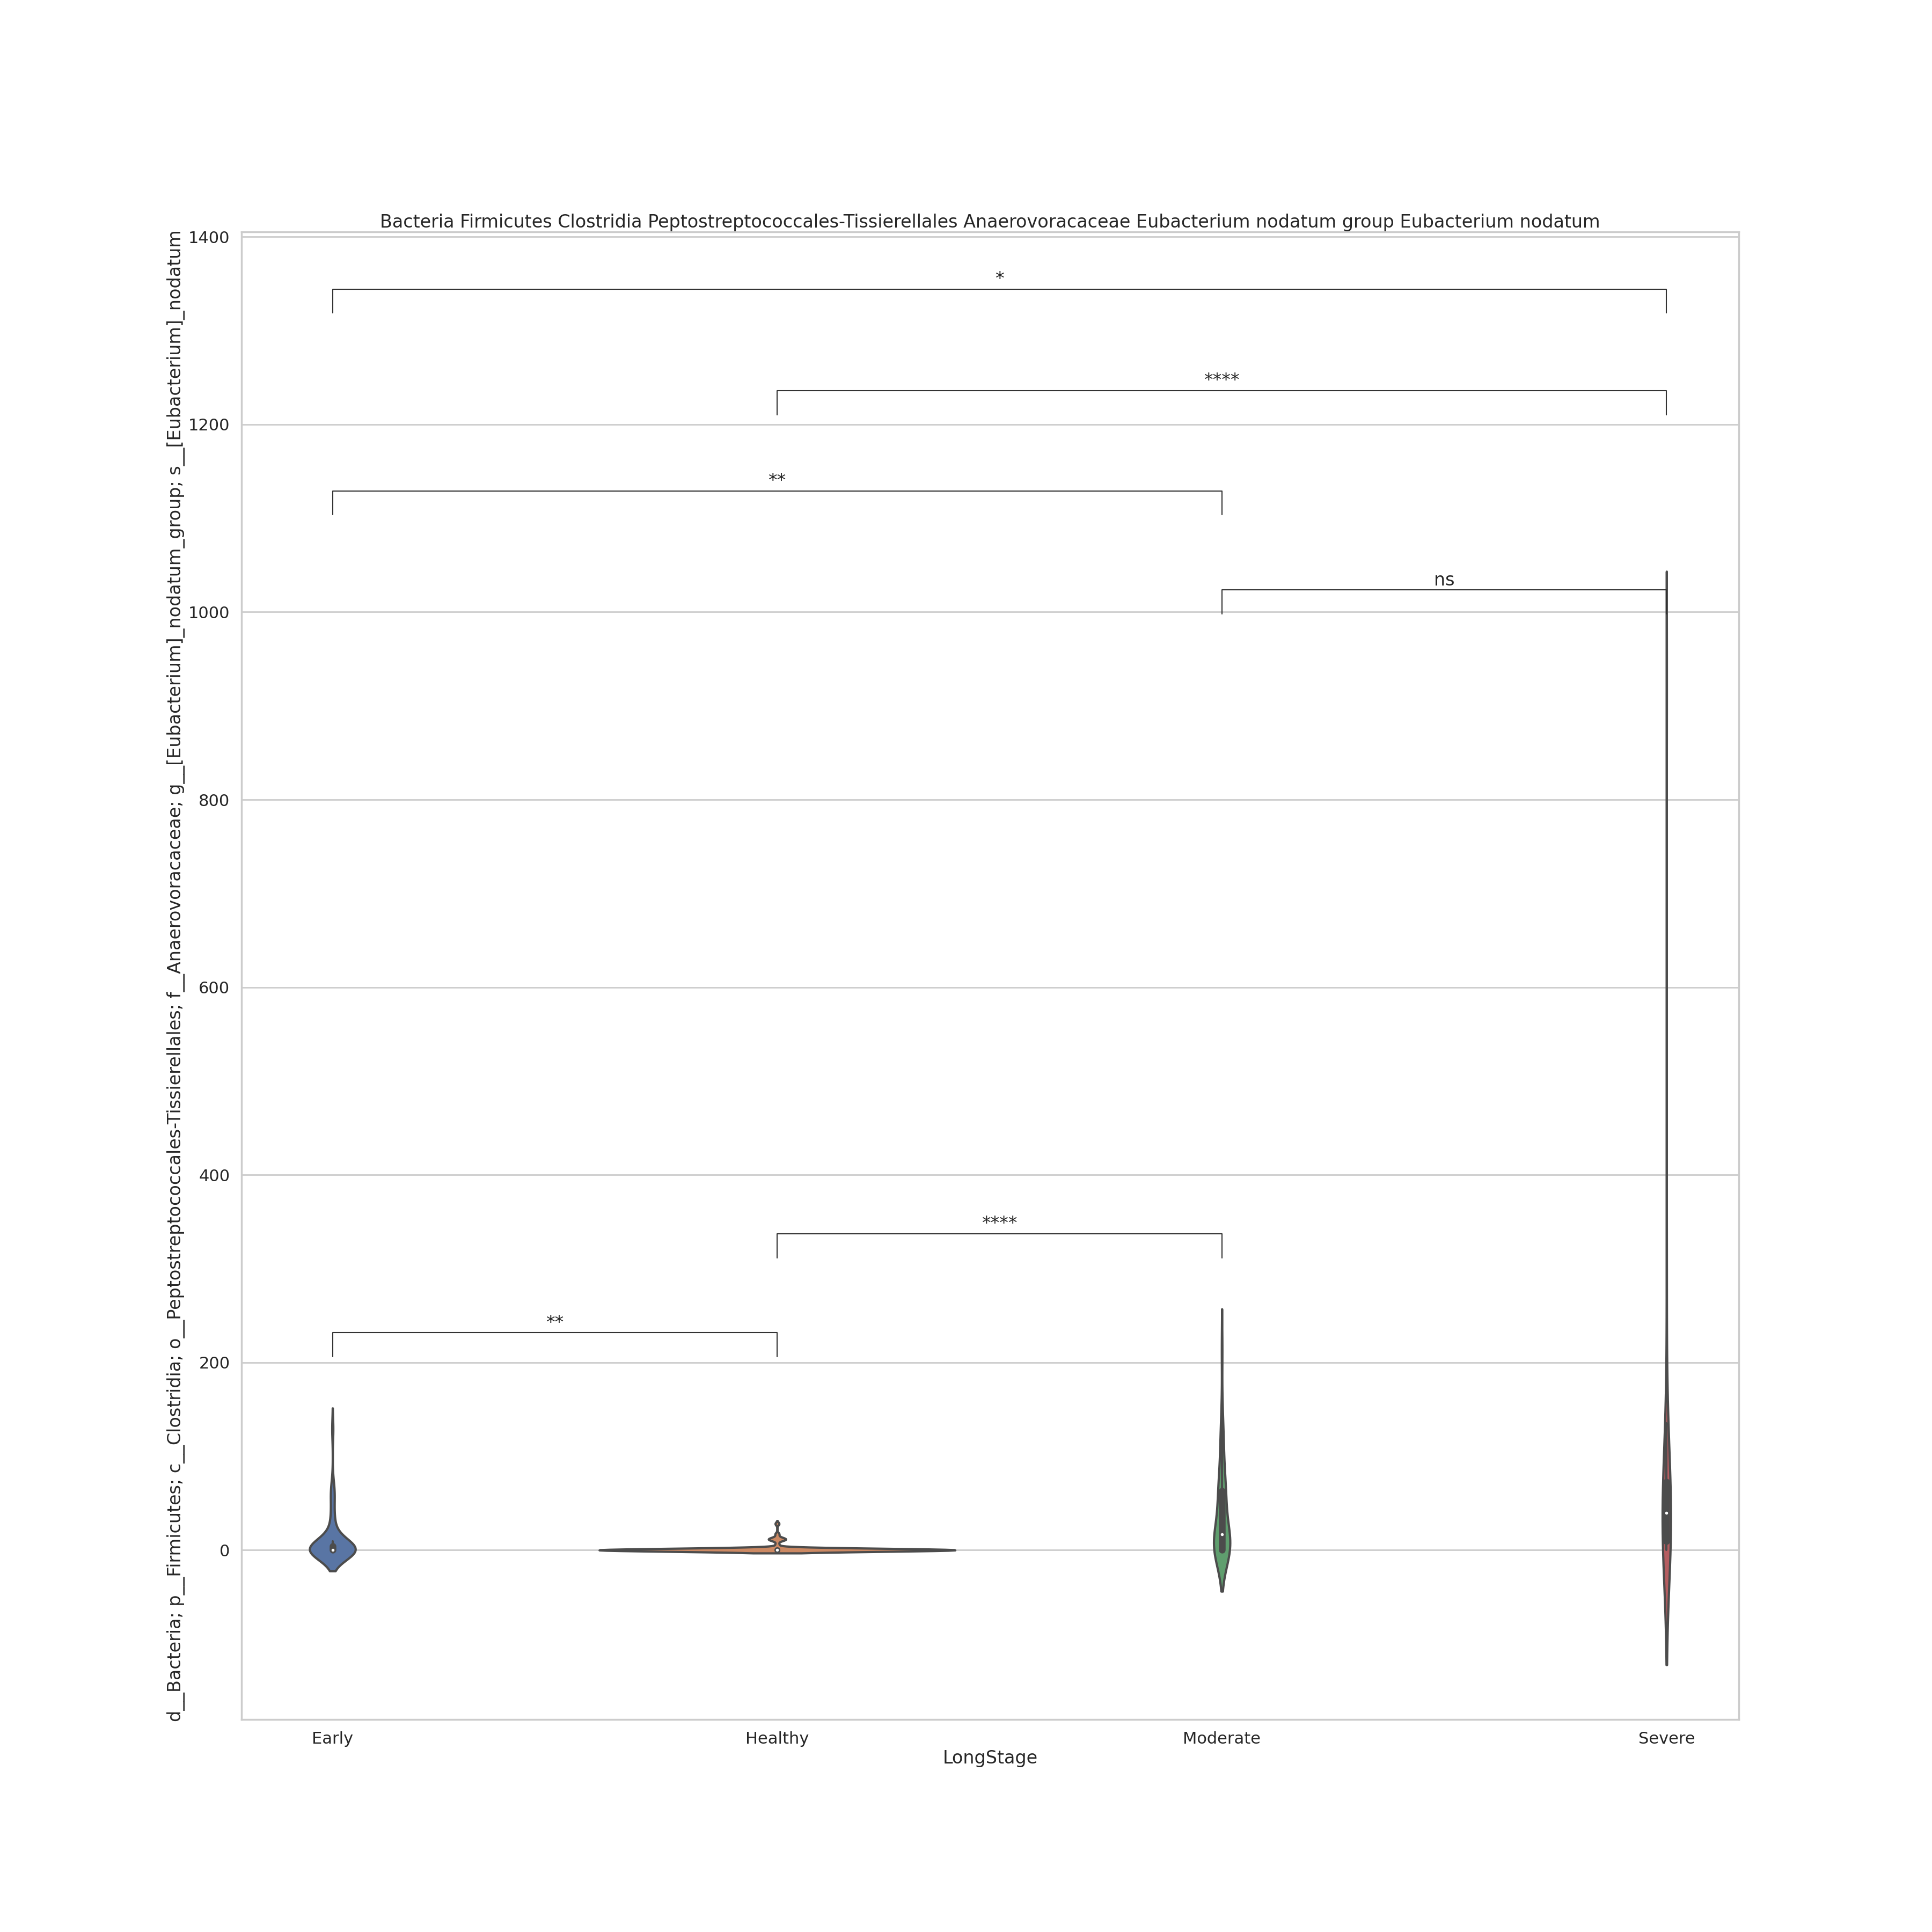 Bacteria Firmicutes Clostridia Peptostreptococcales-Tissierellales Anaerovoracaceae Eubacterium nodatum group Eubacterium nodatum
d__Bacteria; p__Firmicutes; c__Clostridia; o__Peptostreptococcales-Tissierellales; f__Anaerovoracaceae; g__[Eubacterium]_nodatum_group; s__[Eubacterium]_nodatum
1400
1200
1000
800
600
400
200
0
*
****
**
ns
****
**
Early Healthy Moderate Severe
LongStage